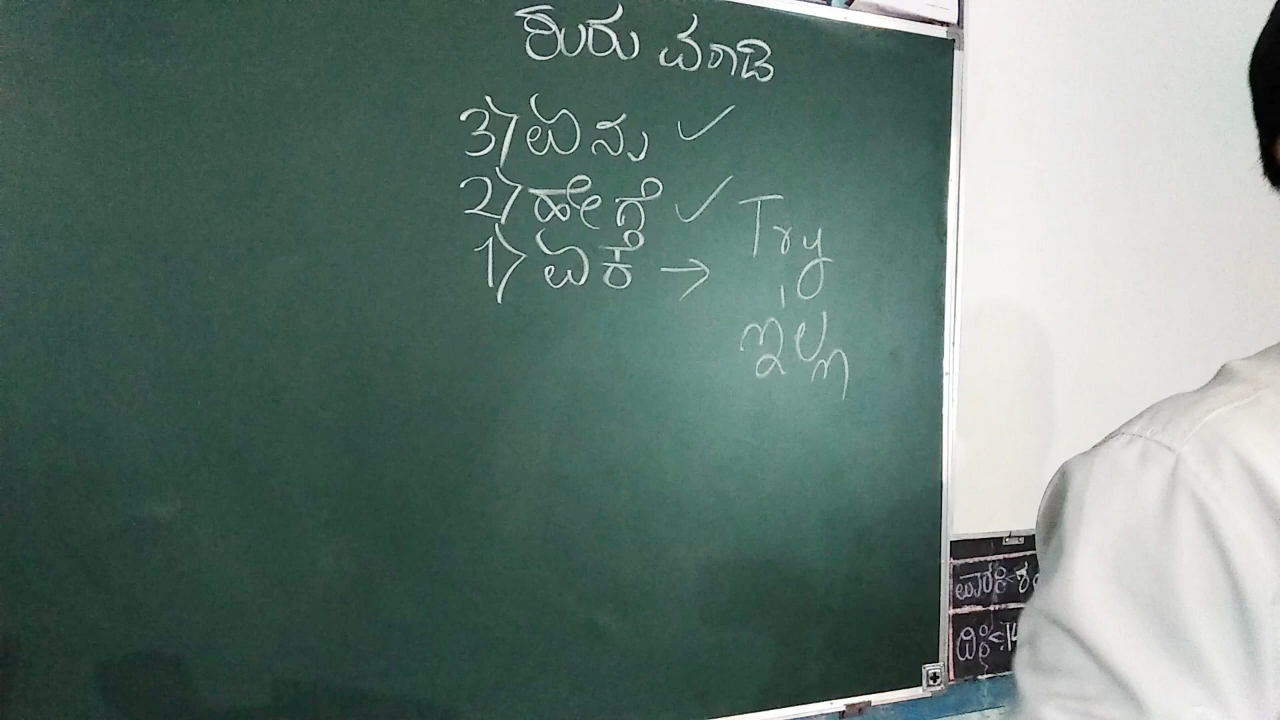 ಶುರು ಮಾಡಿ
3) ಏನು ✓
2) ಹೇಗೆ ✓
1) ಏಕೆ → Try
ಇಲ್ಲ